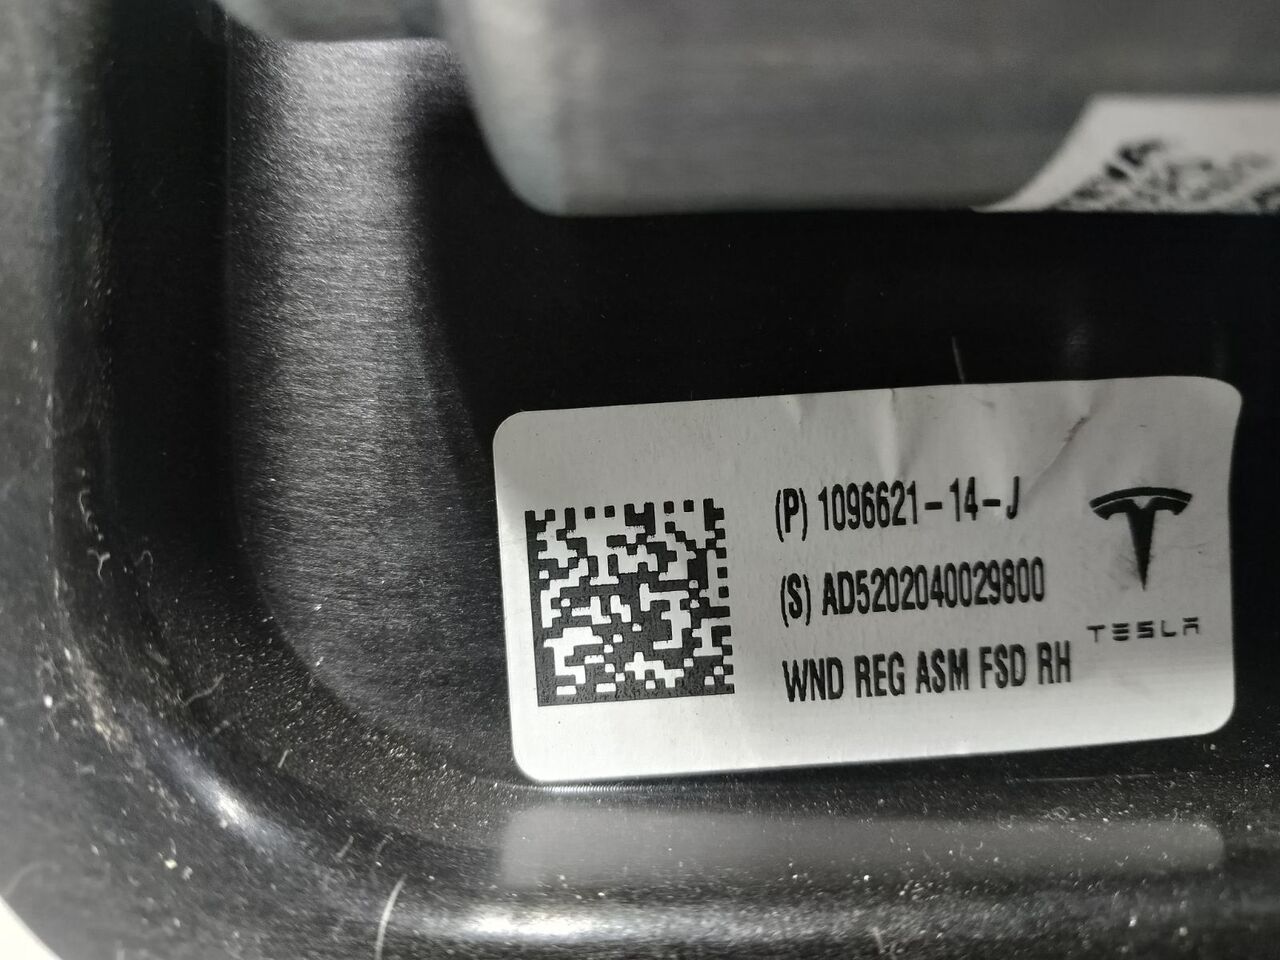 (P) 1096621-14-J
(S) AD5202040029800
WND REG ASM FSD RH
TESLA